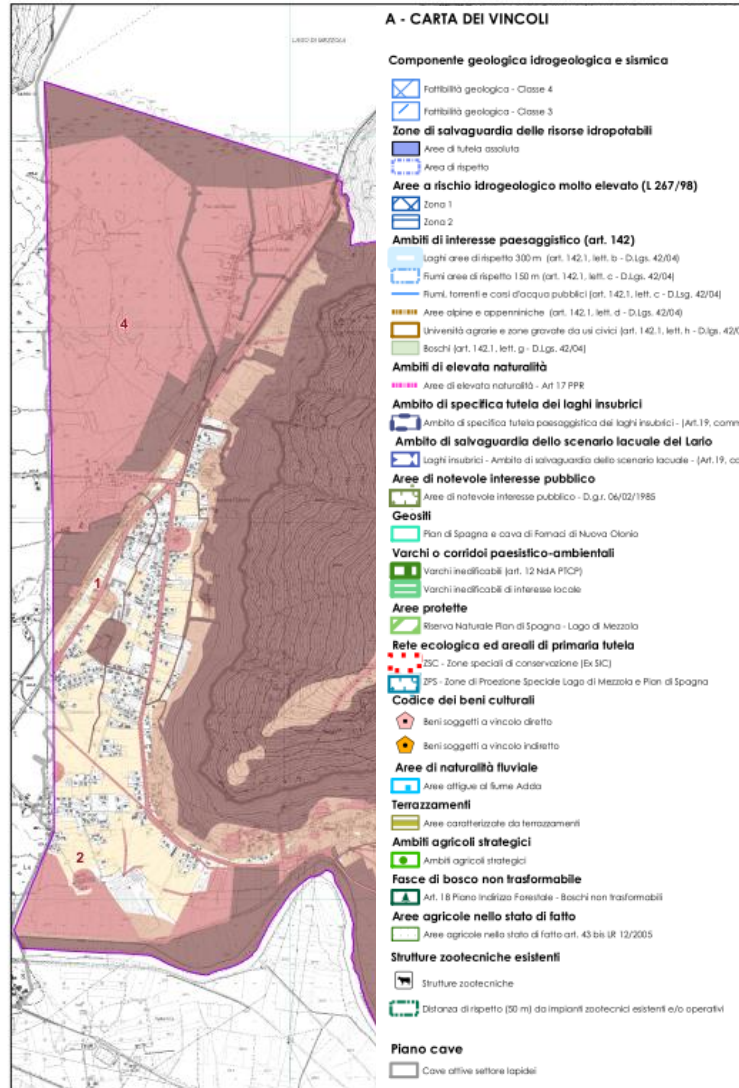 A - CARTA DEI VINCOLI
LAGO DI MEZZOLA
Componente geologica idrogeologica e sismica
Fattibilità geologica - Classe 4
Fattibilità geologica - Classe 3
Zone di salvaguardia delle risorse idropotabili
Aree di tutela assoluta
Area di rispetto
Aree a rischio idrogeologico molto elevato (L 267/98)
Zona 1
Zona 2
Ambiti di interesse paesaggistico (art. 142)
Laghi aree di rispetto 300 m (art. 142.1, lett. b - D.Lgs. 42/04)
Fiumi aree di rispetto 150 m (art. 142.1, lett. c - D.Lgs. 42/04)
Fiumi, torrenti e corsi d'acqua pubblici (art. 142.1, lett. c - D.Lsg. 42/04)
Aree alpine e appenniniche (art. 142.1, lett. d - D.Lgs. 42/04)
Università agrarie e zone gravate da usi civici (art. 142.1, lett. h - D.lgs. 42/0
Boschi (art. 142.1, lett. g - D.Lgs. 42/04)
Ambiti di elevata naturalità
Aree di elevata naturalità - Art 17 PPR
Ambito di specifica tutela dei laghi insubrici
Ambito di specifica tutela paesaggistica dei laghi insubrici - (Art.19, comm
Ambito di salvaguardia dello scenario lacuale del Lario
Laghi insubrici - Ambito di salvaguardia dello scenario lacuale - (Art.19, co
Aree di notevole interesse pubblico
Aree di notevole interesse pubblico - D.g.r. 06/02/1985
Geositi
Pian di Spagna e cava di Fornaci di Nuova Olonio
Varchi o corridoi paesistico-ambientali
Varchi inedificabili (art. 12 NdA PTCP)
Varchi inedificabili di interesse locale
Aree protette
Riserva Naturale Pian di Spagna - Lago di Mezzola
Rete ecologica ed areali di primaria tutela
ZSC - Zone speciali di conservazione (Ex SIC)
ZPS - Zone di Proezione Speciale Lago di Mezzola e Pian di Spagna
Codice dei beni culturali
Beni soggetti a vincolo diretto
Beni soggetti a vincolo indiretto
Aree di naturalità fluviale
Aree attigue al fiume Adda
Terrazzamenti
Aree caratterizzate da terrazzamenti
Ambiti agricoli strategici
Ambiti agricoli strategici
Fasce di bosco non trasformabile
Art. 18 Piano Indirizzo Forestale - Boschi non trasformabili
Aree agricole nello stato di fatto
Aree agricole nello stato di fatto art. 43 bis LR 12/2005
Strutture zootecniche esistenti
Strutture zootecniche
Distanza di rispetto (50 m) da impianti zootecnici esistenti e/o operativi
Piano cave
Cave attive settore lapidei
4
1
2